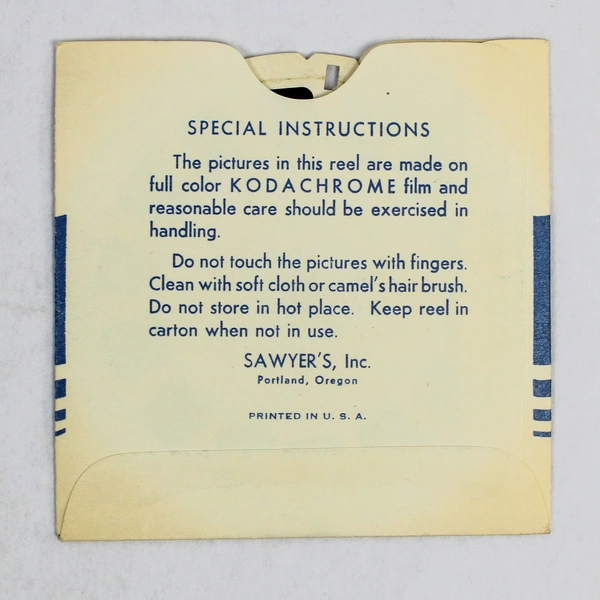 SPECIAL INSTRUCTIONS
The pictures in this reel are made on
full color KODACHROME film and
reasonable care should be exercised in
handling.
Do not touch the pictures with fingers.
Clean with soft cloth or camel's hair brush.
Do not store in hot place. Keep reel in
carton when not in use.
SAWYER'S, Inc.
Portland, Oregon
PRINTED IN U. S. A.